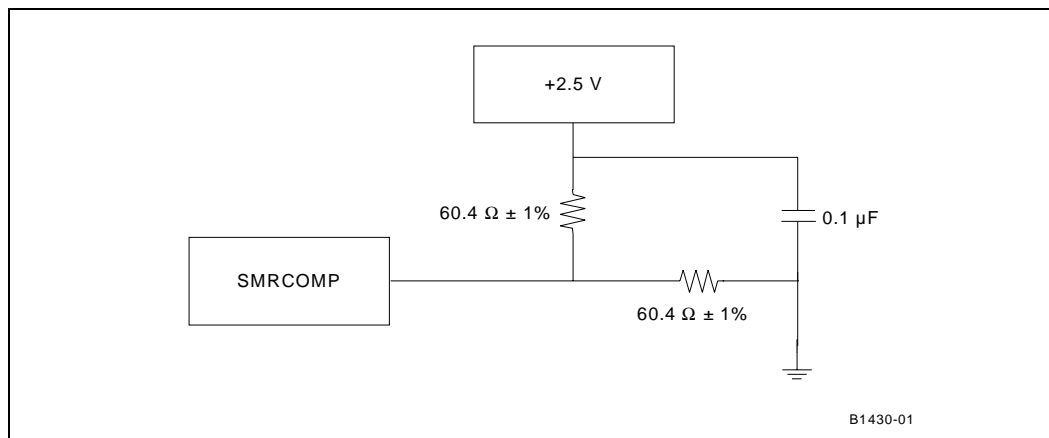 +2.5 V
60.4 Ω ± 1%
0.1 µF
SMRCOMP
60.4 Ω ± 1%
B1430-01